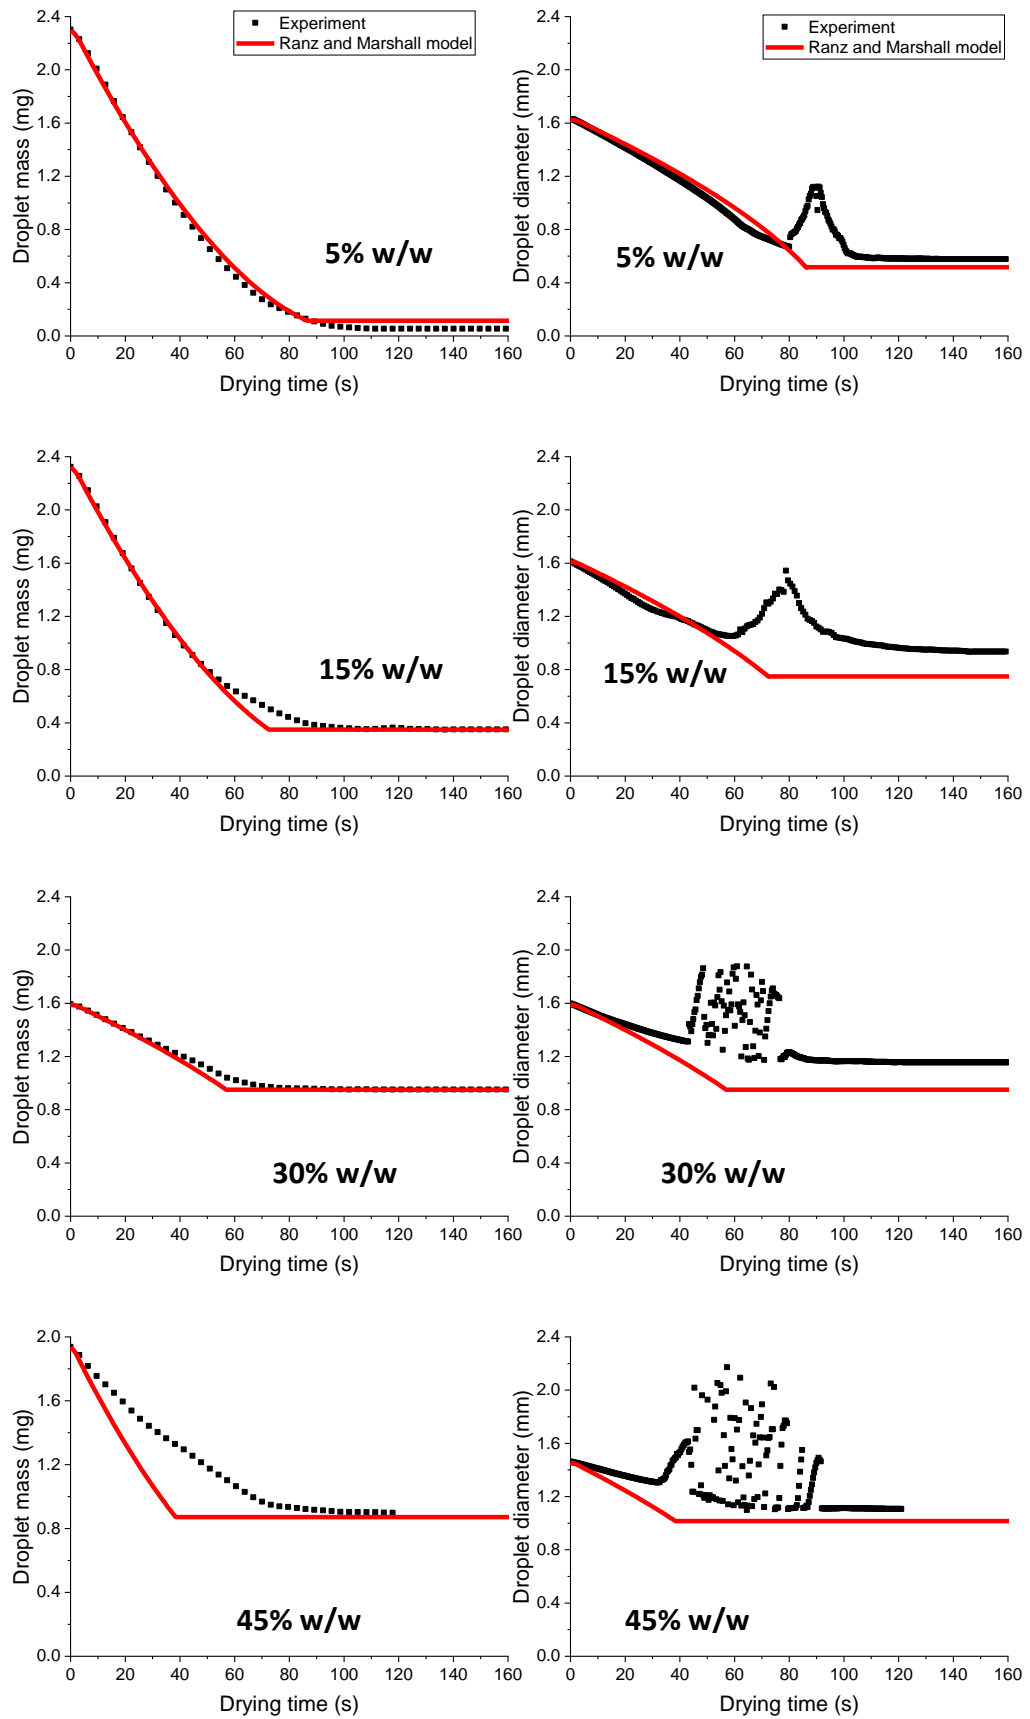 Experiment
Ranz and Marshall model
Droplet mass (mg)
2.0
1.6
1.2
0.8
0.4
0.0
0 20 40 60 80 100 120 140 160
Drying time (s)
5% w/w
Experiment
Ranz and Marshall model
Droplet diameter (mm)
2.4
2.0
1.6
1.2
0.8
0.4
0.0
0 20 40 60 80 100 120 140 160
Drying time (s)
5% w/w
Droplet mass (mg)
2.4
2.0
1.6
1.2
0.8
0.4
0.0
0 20 40 60 80 100 120 140 160
Drying time (s)
15% w/w
Droplet diameter (mm)
2.4
2.0
1.6
1.2
0.8
0.4
0.0
0 20 40 60 80 100 120 140 160
Drying time (s)
15% w/w
Droplet mass (mg)
2.4
2.0
1.6
1.2
0.8
0.4
0.0
0 20 40 60 80 100 120 140 160
Drying time (s)
30% w/w
Droplet diameter (mm)
2.4
2.0
1.6
1.2
0.8
0.4
0.0
0 20 40 60 80 100 120 140 160
Drying time (s)
30% w/w
Droplet mass (mg)
2.0
1.6
1.2
0.8
0.4
0.0
0 20 40 60 80 100 120 140 160
Drying time (s)
45% w/w
Droplet diameter (mm)
2.4
2.0
1.6
1.2
0.8
0.4
0.0
0 20 40 60 80 100 120 140 160
Drying time (s)
45% w/w